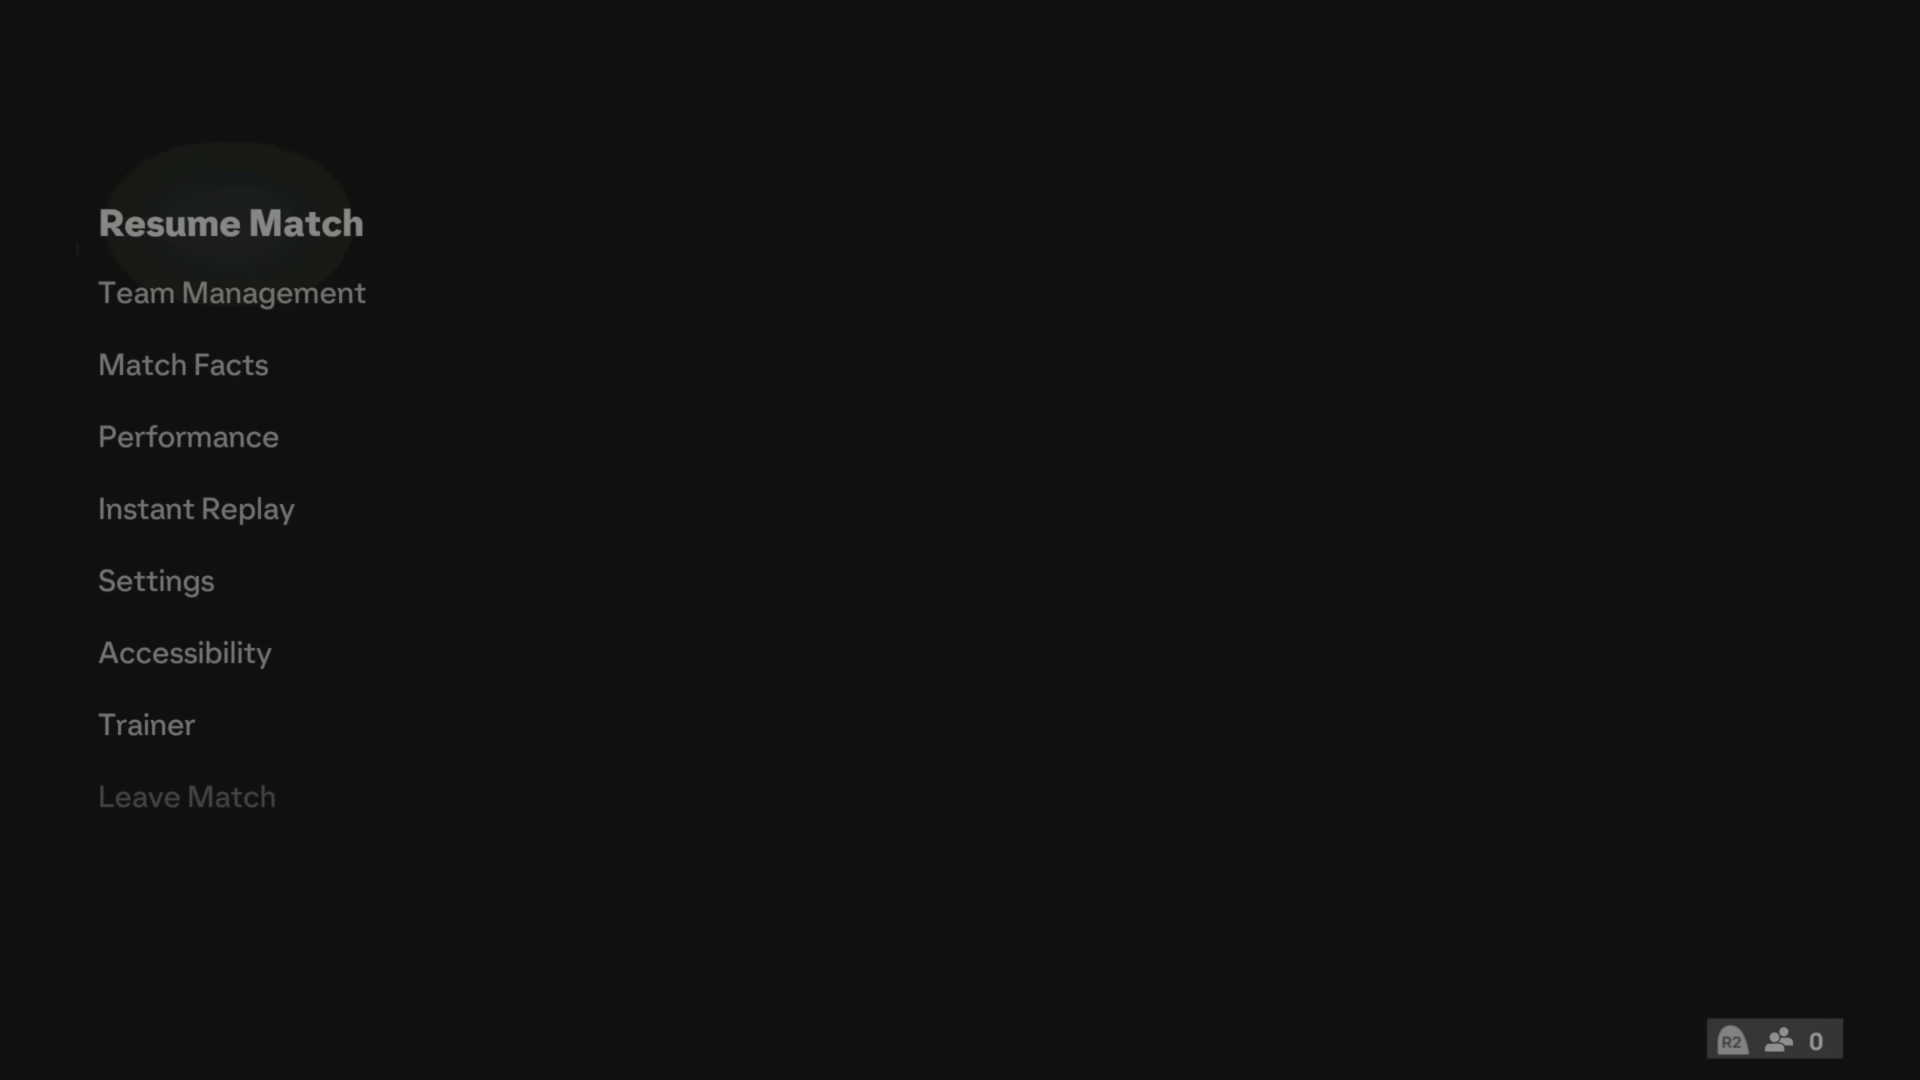 Resume Match
Team Management
Match Facts
Performance
Instant Replay
Settings
Accessibility
Trainer
Leave Match
R2 0